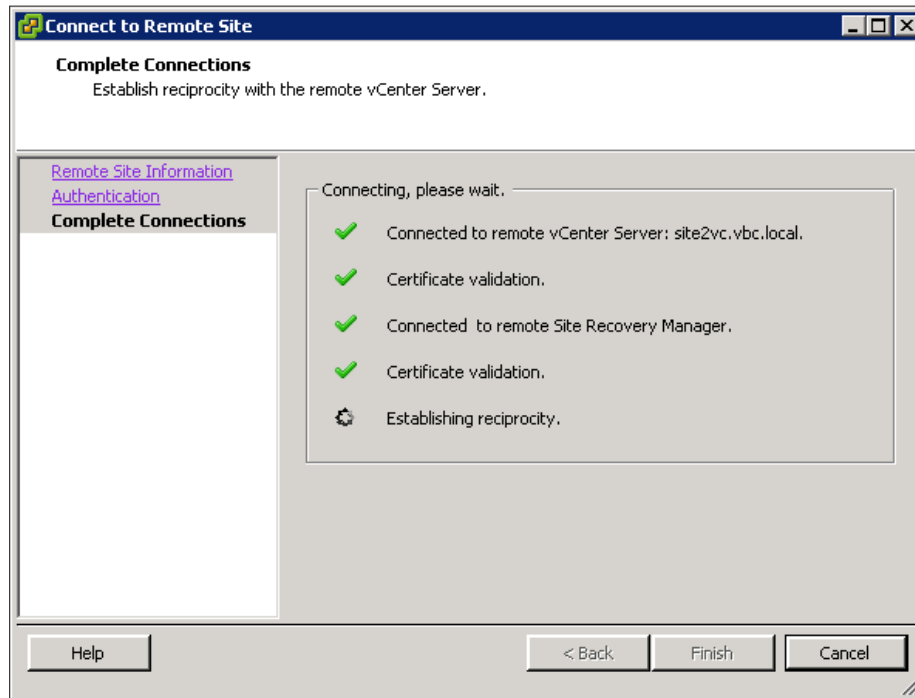 Connect to Remote Site
Complete Connections
Establish reciprocity with the remote vCenter Server.
Remote Site Information
Authentication
Complete Connections
Connecting, please wait.
Connected to remote vCenter Server: site2vc.vbc.local.
Certificate validation.
Connected  to remote Site Recovery Manager.
Certificate validation.
Establishing reciprocity.
Help
< Back
Finish
Cancel